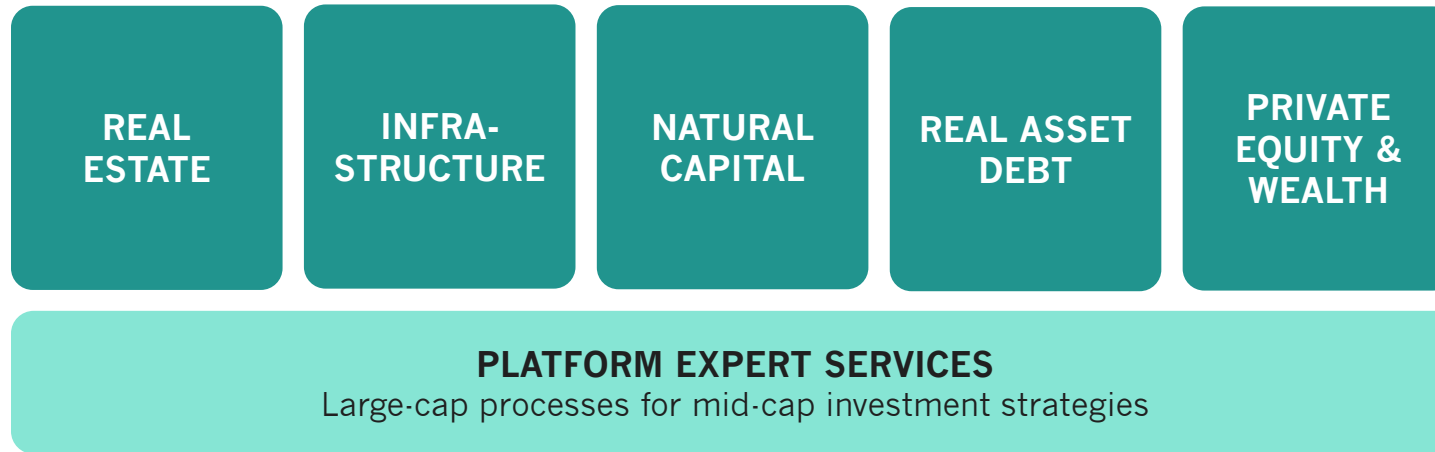 REAL
ESTATE
INFRA-
STRUCTURE
NATURAL
CAPITAL
REAL ASSET
DEBT
PRIVATE
EQUITY &
WEALTH
PLATFORM EXPERT SERVICES
Large-cap processes for mid-cap investment strategies